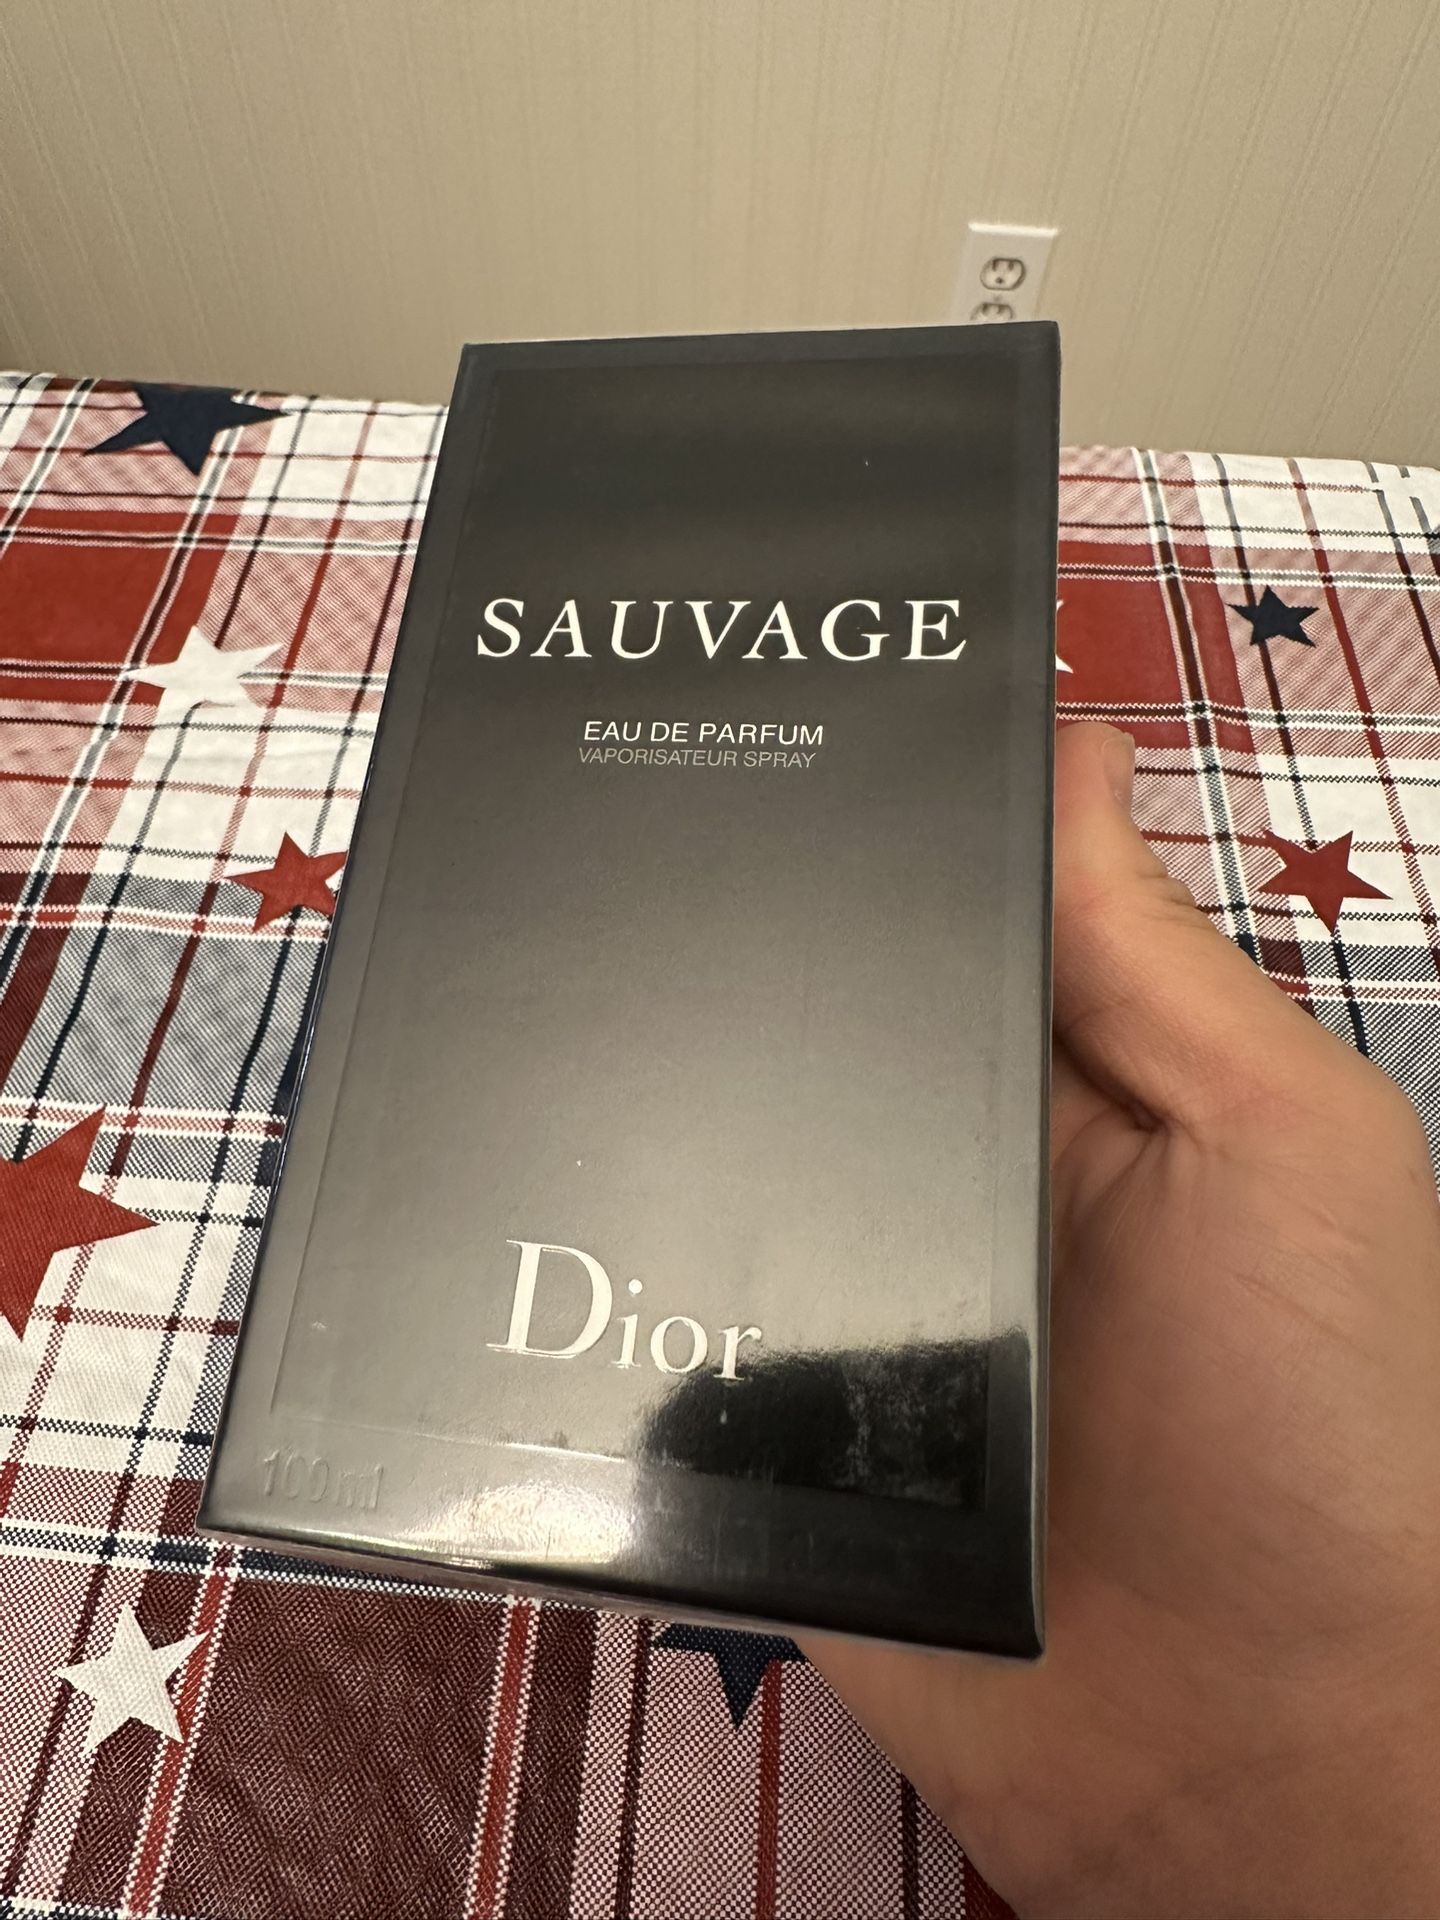 SAUVAGE
EAU DE PARFUM
VAPORISATEUR SPRAY
Dior
100 ml